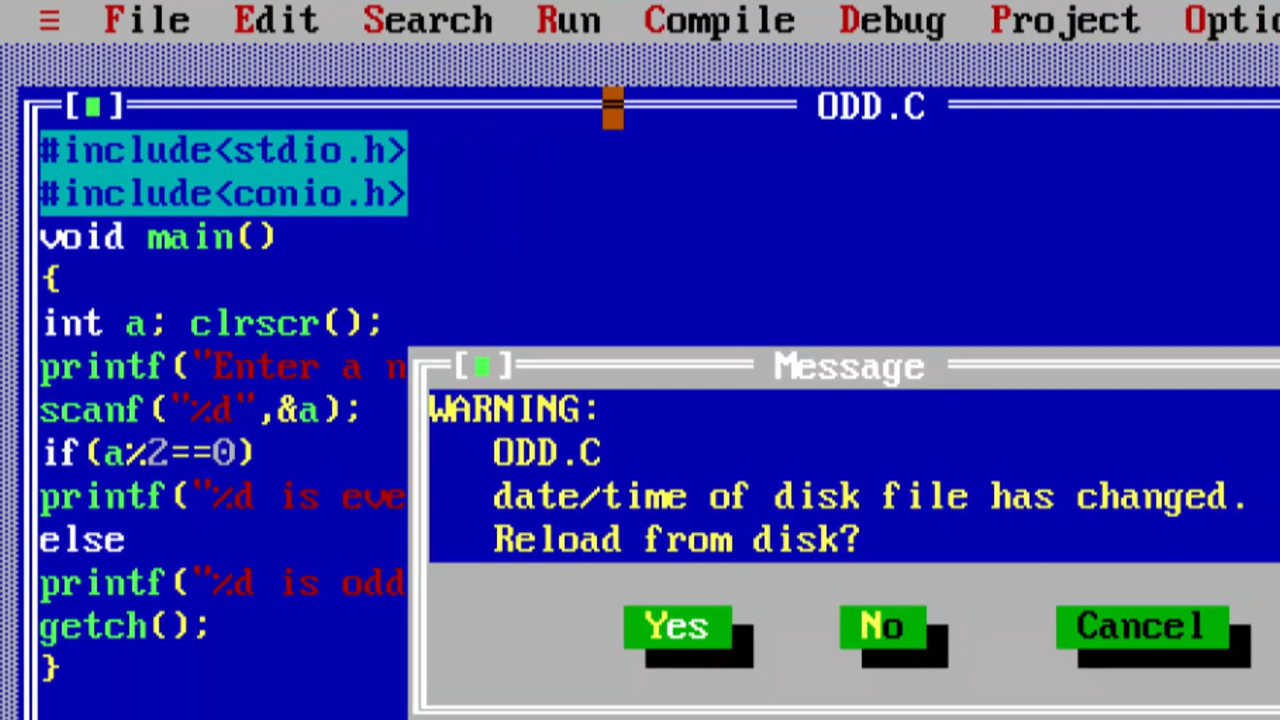 ≡ File Edit Search Run Compile Debug Project
[■] ODD.C
#include<stdio.h>
#include<conio.h>
void main()
{
int a; clrscr();
printf("Enter a
scanf("%d",&a);
if(a%2==0)
printf("%d is
else
printf("%d is odd
getch();
}
[■] Message
WARNING:
ODD.C
date/time of disk file has changed.
Reload from disk?
Yes No Cancel